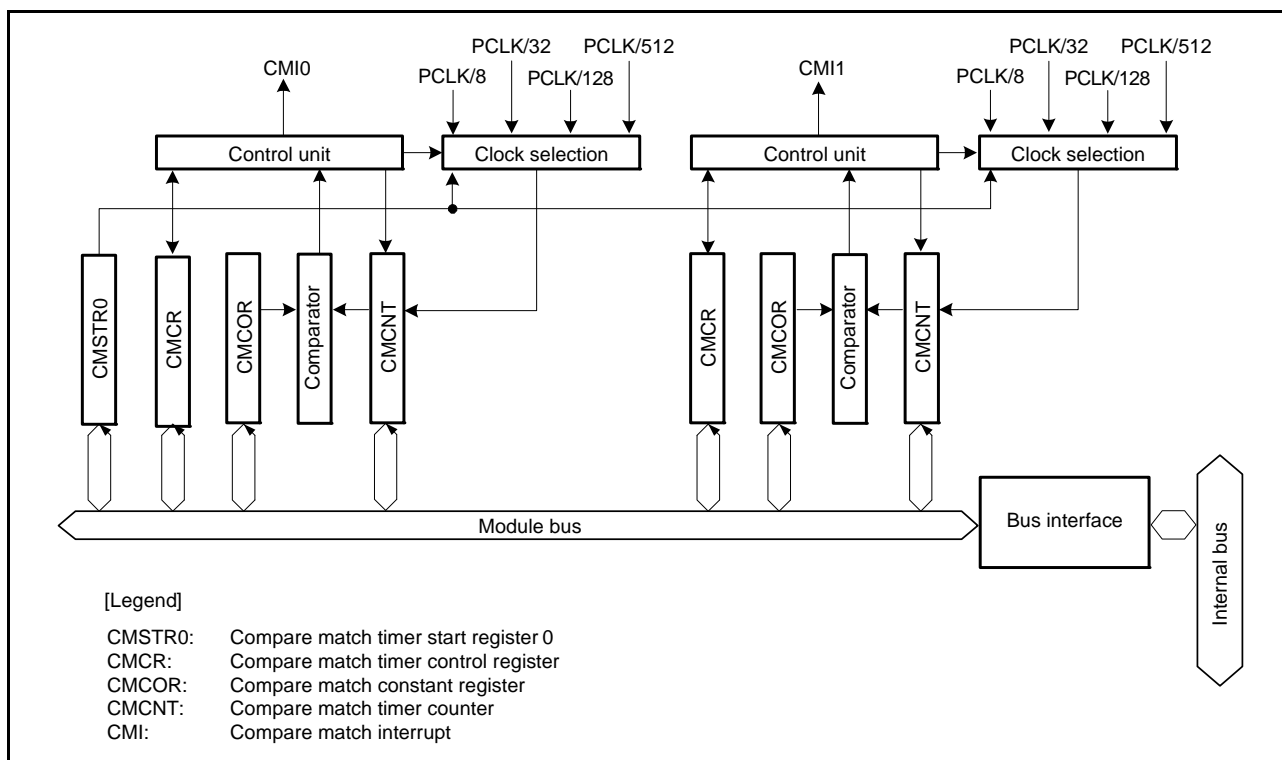 PCLK/32 PCLK/512
CMI0 PCLK/8 PCLK/128
PCLK/32 PCLK/512
CMI1 PCLK/8 PCLK/128
Control unit
Clock selection
Control unit
Clock selection
CMSTR0
CMCR
CMCOR
Comparator
CMCNT
CMCR
CMCOR
Comparator
CMCNT
Module bus
Bus interface
Internal bus
[Legend]
CMSTR0: Compare match timer start register 0
CMCR: Compare match timer control register
CMCOR: Compare match constant register
CMCNT: Compare match timer counter
CMI: Compare match interrupt